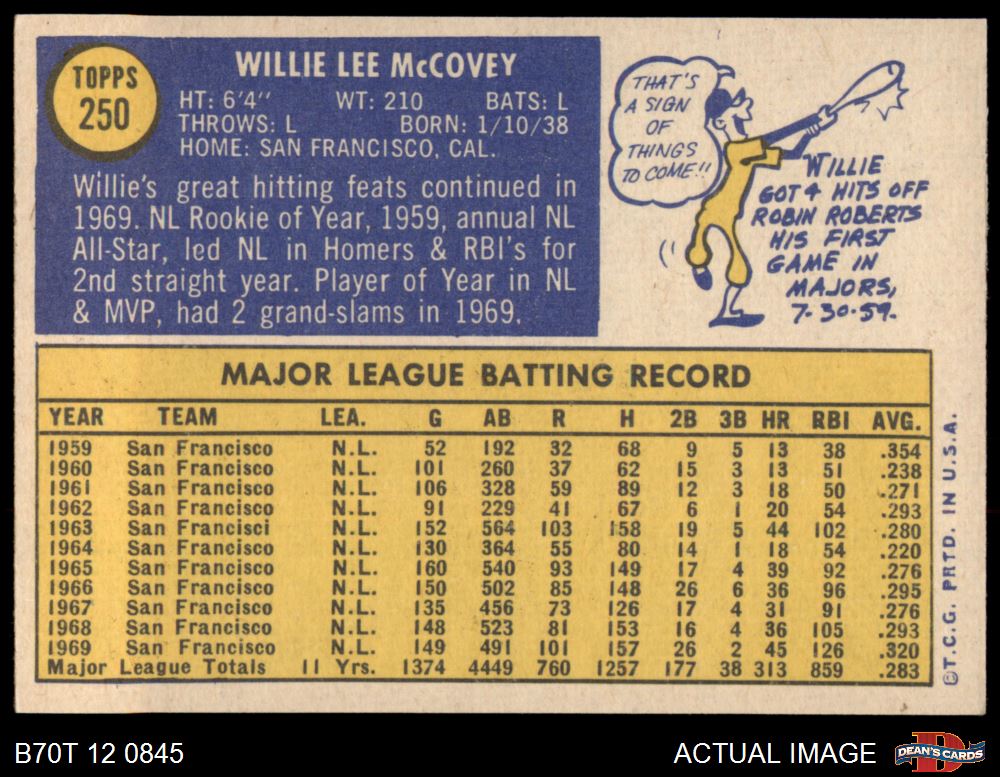 TOPPS
250
WILLIE LEE McCOVEY
HT: 6'4" WT: 210 BATS: L
THROWS: L BORN: 1/10/38
HOME: SAN FRANCISCO, CAL.
Willie's great hitting feats continued in
1969. NL Rookie of Year, 1959, annual NL
All-Star, led NL in Homers & RBI's for
2nd straight year. Player of Year in NL
& MVP, had 2 grand-slams in 1969.
THAT'S
A SIGN
OF
THINGS
TO COME!!
WILLIE
GOT 4 HITS OFF
ROBIN ROBERTS
HIS FIRST
GAME IN
MAJORS,
7-30-59.
MAJOR LEAGUE BATTING RECORD
YEAR TEAM LEA. G AB R H 2B 3B HR RBI AVG.
1959 San Francisco N.L. 52 192 32 68 9 5 13 38 .354
1960 San Francisco N.L. 101 260 37 62 15 3 13 51 .238
1961 San Francisco N.L. 106 328 59 89 12 3 18 50 .271
1962 San Francisco N.L. 91 229 41 67 6 1 20 54 .293
1963 San Francisci N.L. 152 564 103 158 19 5 44 102 .280
1964 San Francisco N.L. 130 364 55 80 14 1 18 54 .220
1965 San Francisco N.L. 160 540 93 149 17 4 39 92 .276
1966 San Francisco N.L. 150 502 85 148 26 6 36 96 .295
1967 San Francisco N.L. 135 456 73 126 17 4 31 91 .276
1968 San Francisco N.L. 148 523 81 153 16 4 36 105 .293
1969 San Francisco N.L. 149 491 101 157 26 2 45 126 .320
Major League Totals 11 Yrs. 1374 4449 760 1257 177 38 313 859 .283
©T.C.G. PRTD. IN U.S.A.
B70T 12 0845
ACTUAL IMAGE
D
DEAN'S CARDS